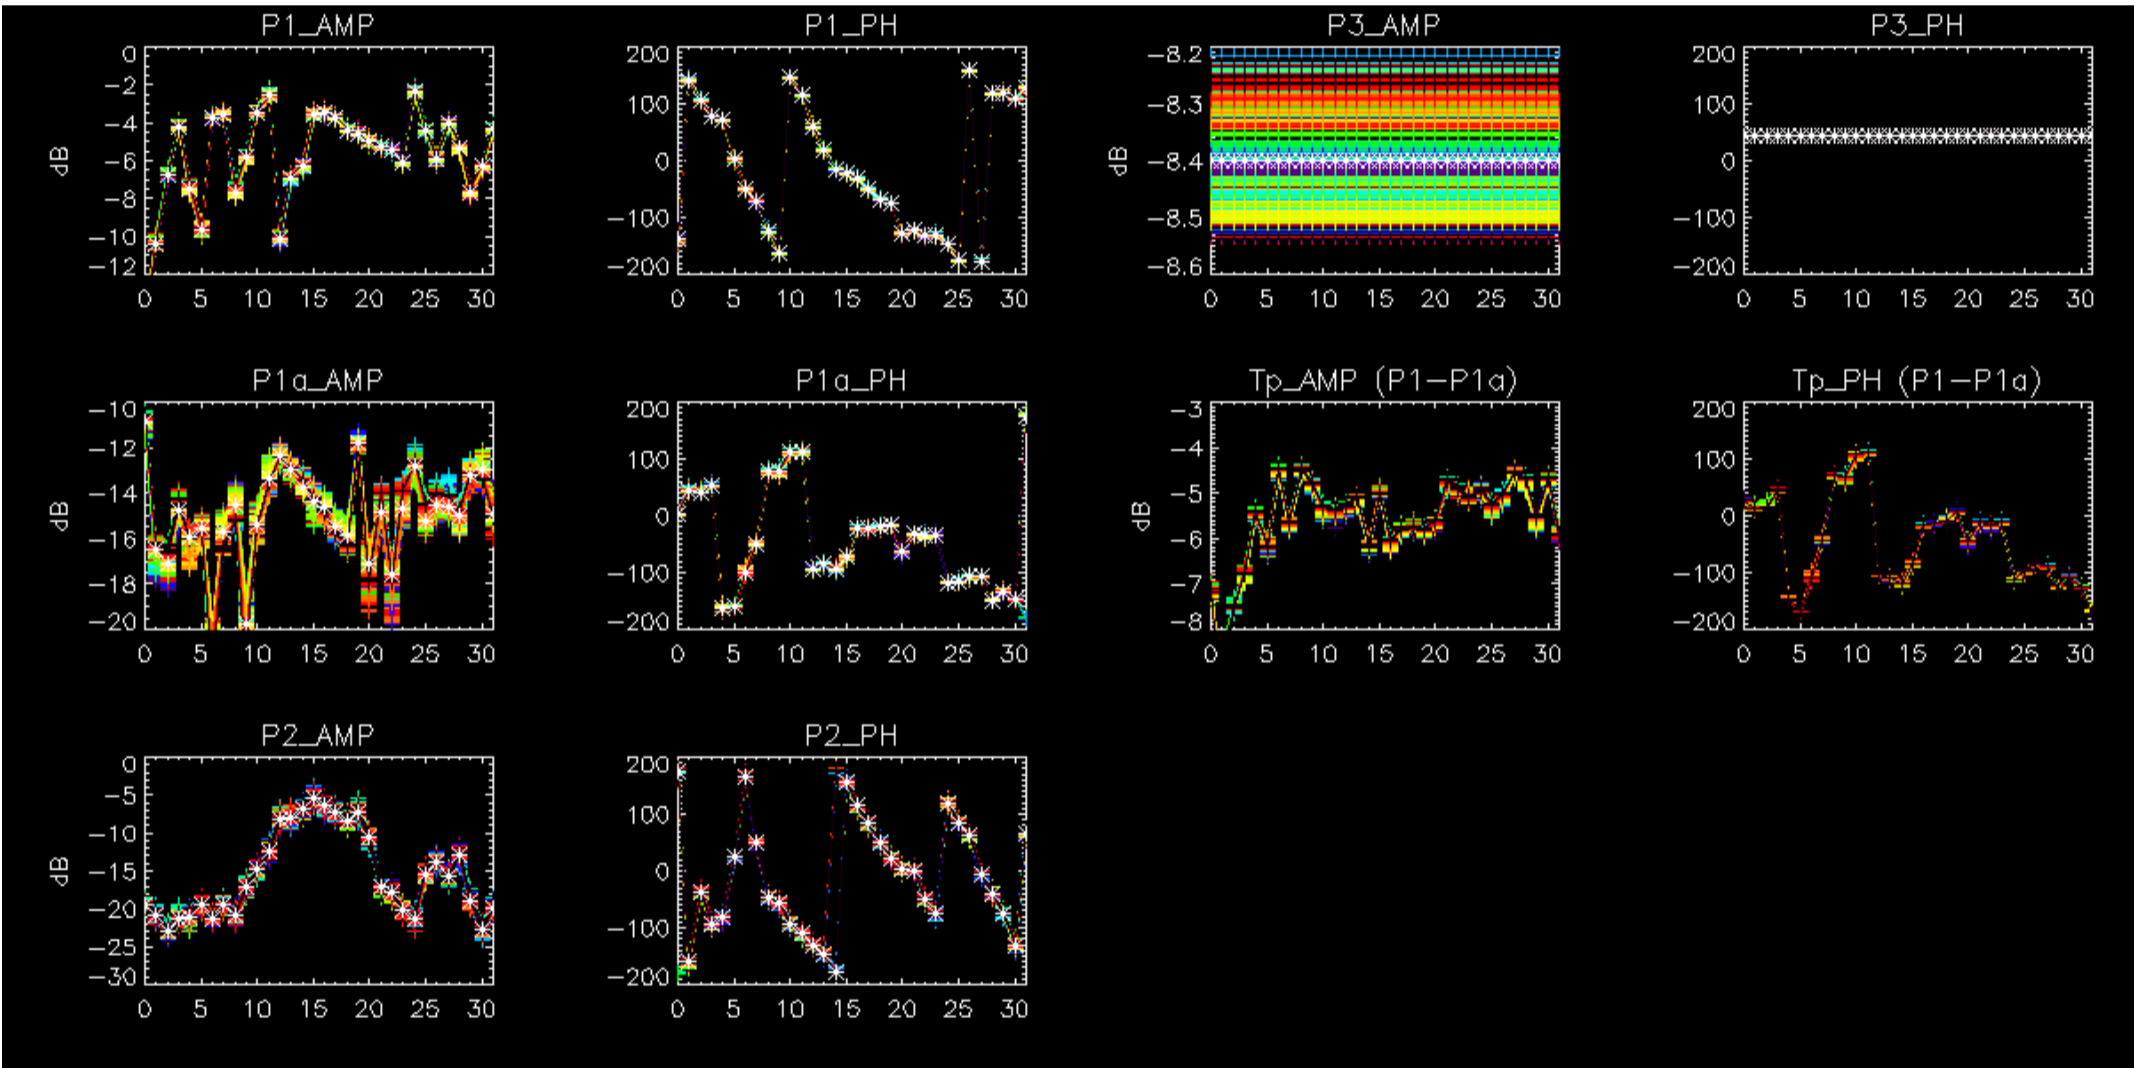 P1_AMP
P1_PH
P3_AMP
P3_PH
0
−2
−4
−6
−8
−10
−12
dB
0 5 10 15 20 25 30
200
100
0
−100
−200
0 5 10 15 20 25 30
−8.2
−8.3
−8.4
−8.5
−8.6
dB
0 5 10 15 20 25 30
200
100
0
−100
−200
0 5 10 15 20 25 30
P1a_AMP
P1a_PH
Tp_AMP (P1−P1a)
Tp_PH (P1−P1a)
−10
−12
−14
−16
−18
−20
dB
0 5 10 15 20 25 30
200
100
0
−100
−200
0 5 10 15 20 25 30
−3
−4
−5
−6
−7
−8
dB
0 5 10 15 20 25 30
200
100
0
−100
−200
0 5 10 15 20 25 30
P2_AMP
P2_PH
0
−5
−10
−15
−20
−25
−30
dB
0 5 10 15 20 25 30
200
100
0
−100
−200
0 5 10 15 20 25 30